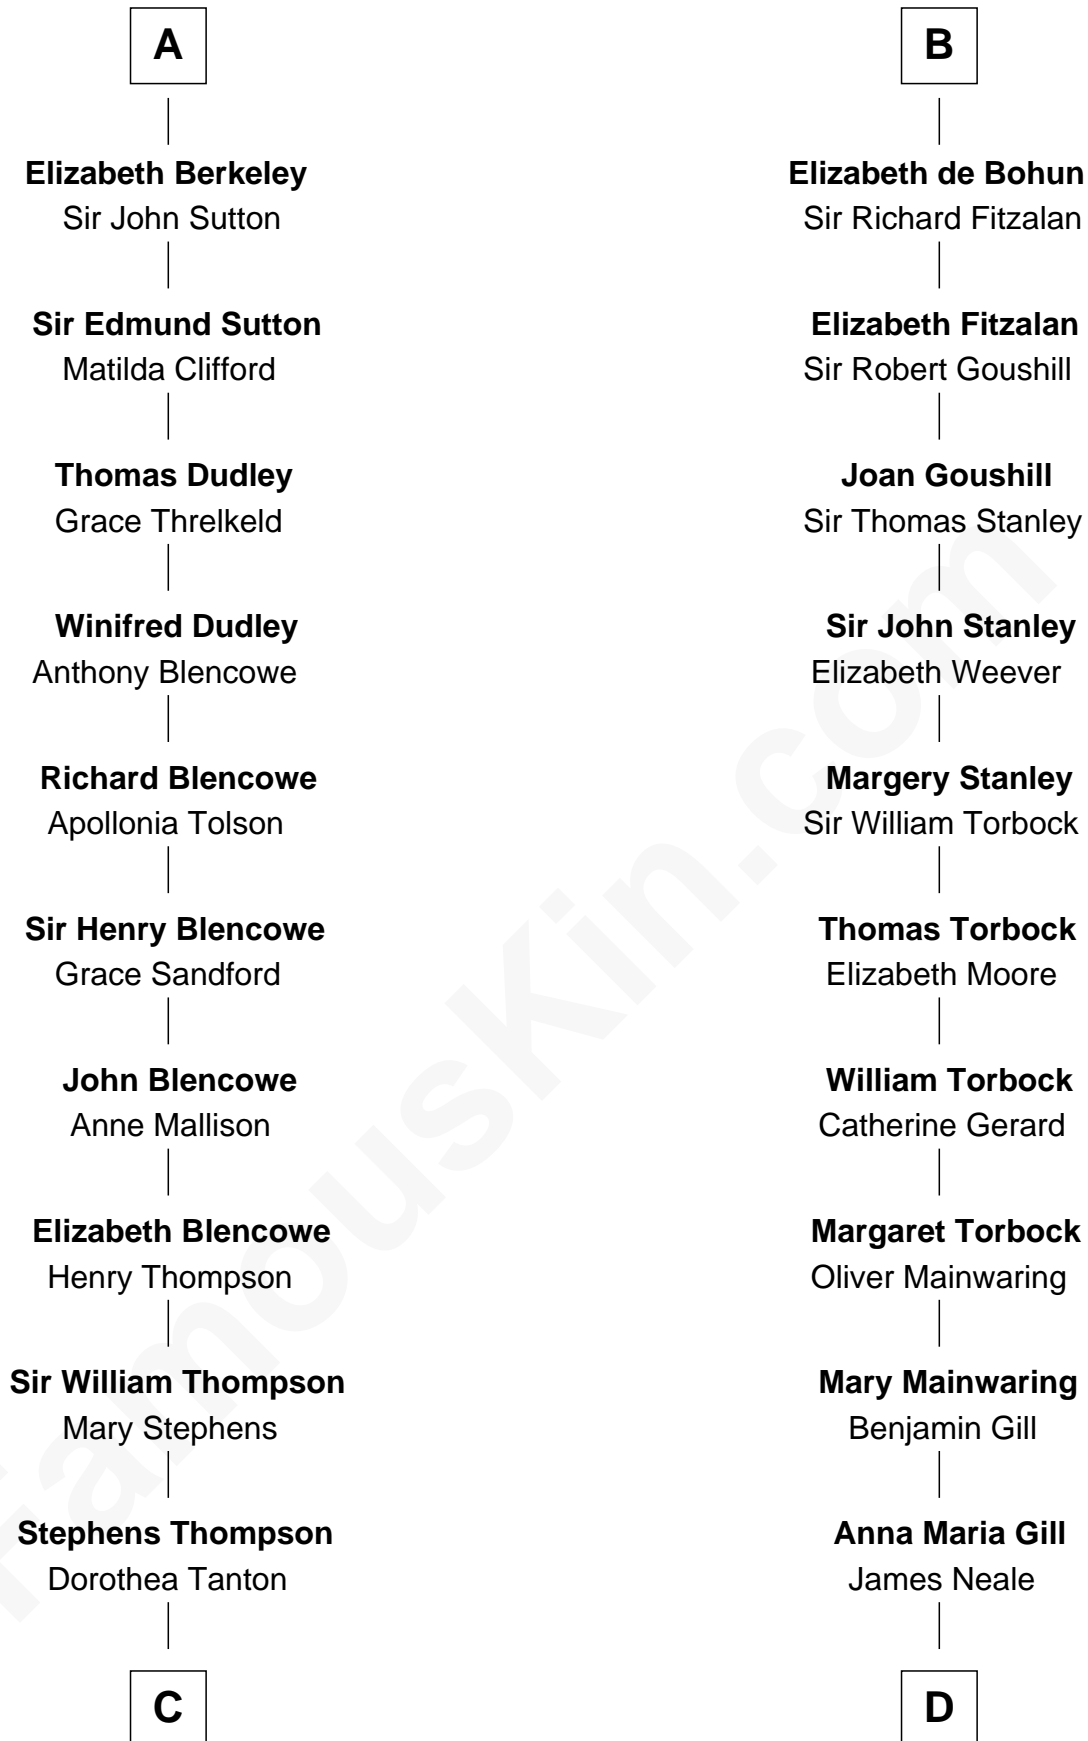 A
Elizabeth Berkeley
Sir John Sutton
Sir Edmund Sutton
Matilda Clifford
Thomas Dudley
Grace Threlkeld
Winifred Dudley
Anthony Blencowe
Richard Blencowe
Apollonia Tolson
Sir Henry Blencowe
Grace Sandford
John Blencowe
Anne Mallison
Elizabeth Blencowe
Henry Thompson
Sir William Thompson
Mary Stephens
Stephens Thompson
Dorothea Tanton
C
B
Elizabeth de Bohun
Sir Richard Fitzalan
Elizabeth Fitzalan
Sir Robert Goushill
Joan Goushill
Sir Thomas Stanley
Sir John Stanley
Elizabeth Weever
Margery Stanley
Sir William Torbock
Thomas Torbock
Elizabeth Moore
William Torbock
Catherine Gerard
Margaret Torbock
Oliver Mainwaring
Mary Mainwaring
Benjamin Gill
Anna Maria Gill
James Neale
D
FamousKin.com